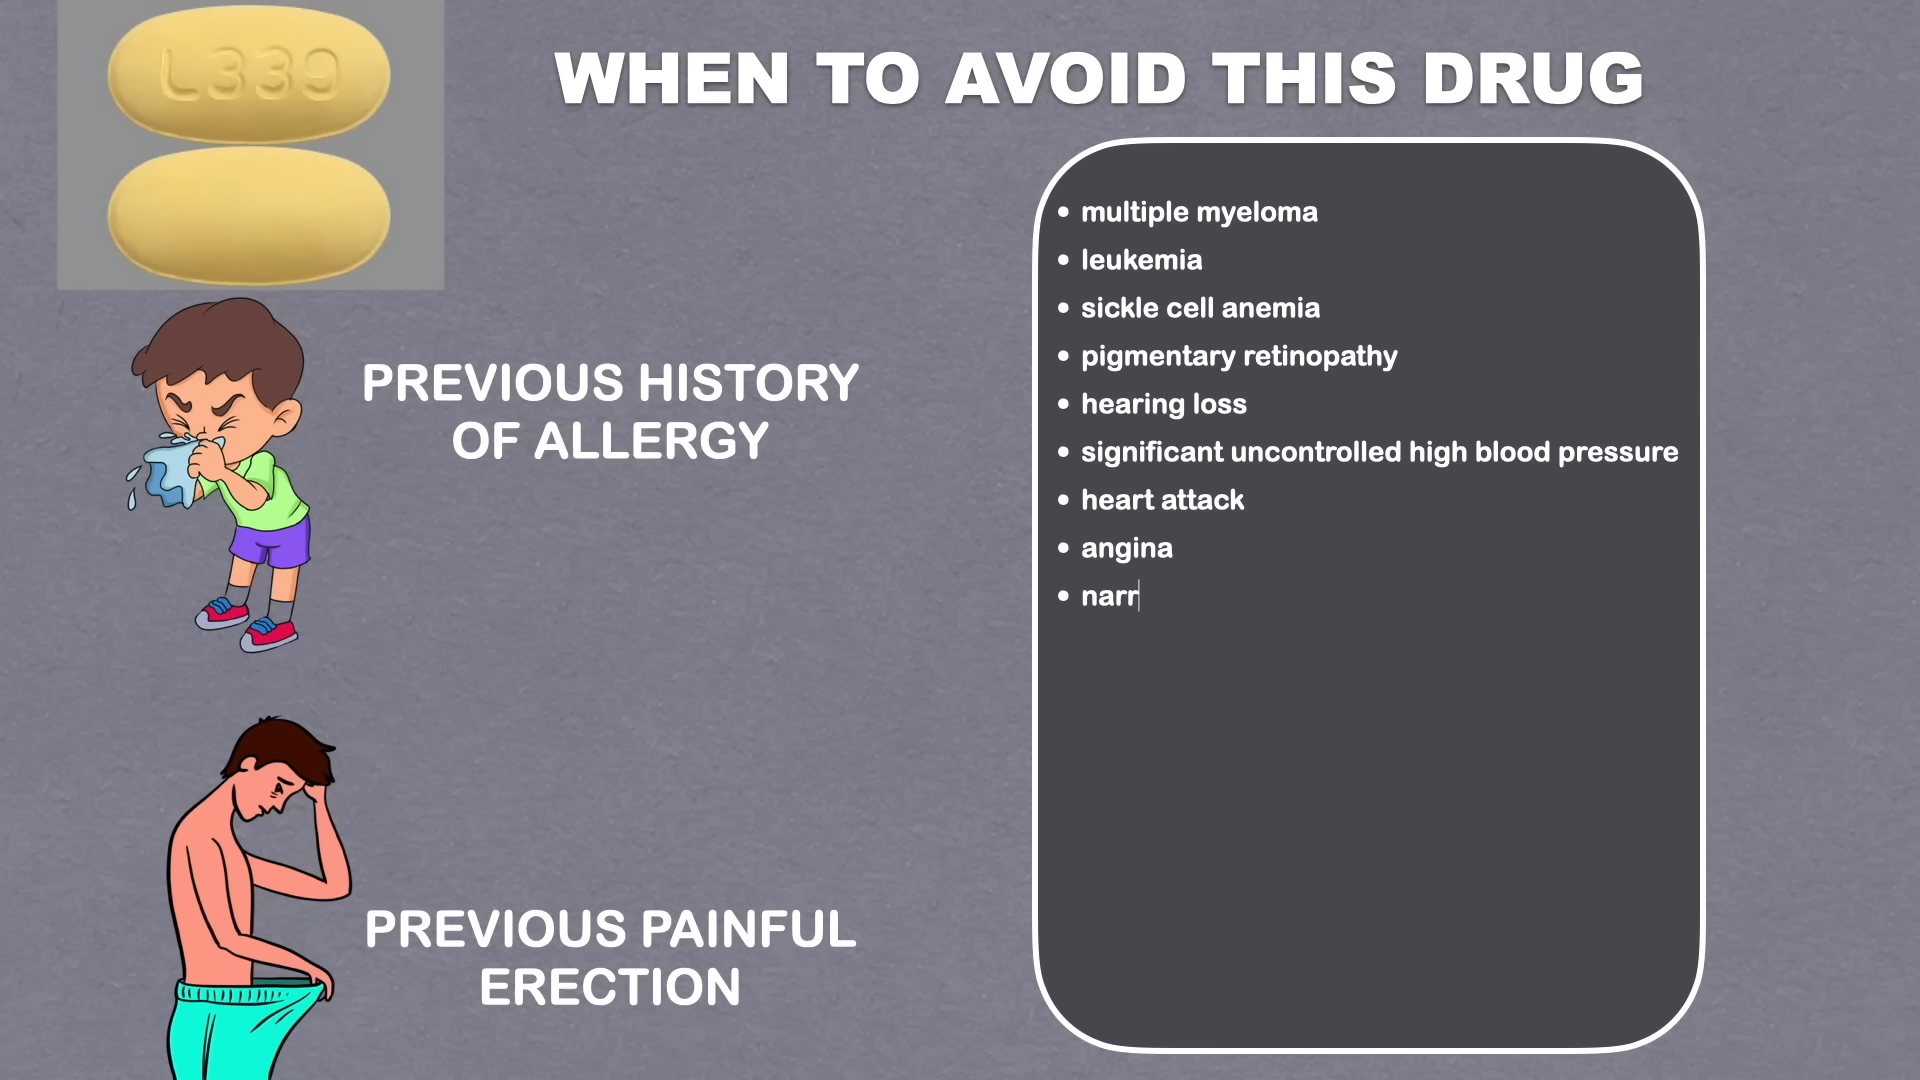 L339
WHEN TO AVOID THIS DRUG
PREVIOUS HISTORY
OF ALLERGY
PREVIOUS PAINFUL
ERECTION
• multiple myeloma
• leukemia
• sickle cell anemia
• pigmentary retinopathy
• hearing loss
• significant uncontrolled high blood pressure
• heart attack
• angina
• narr